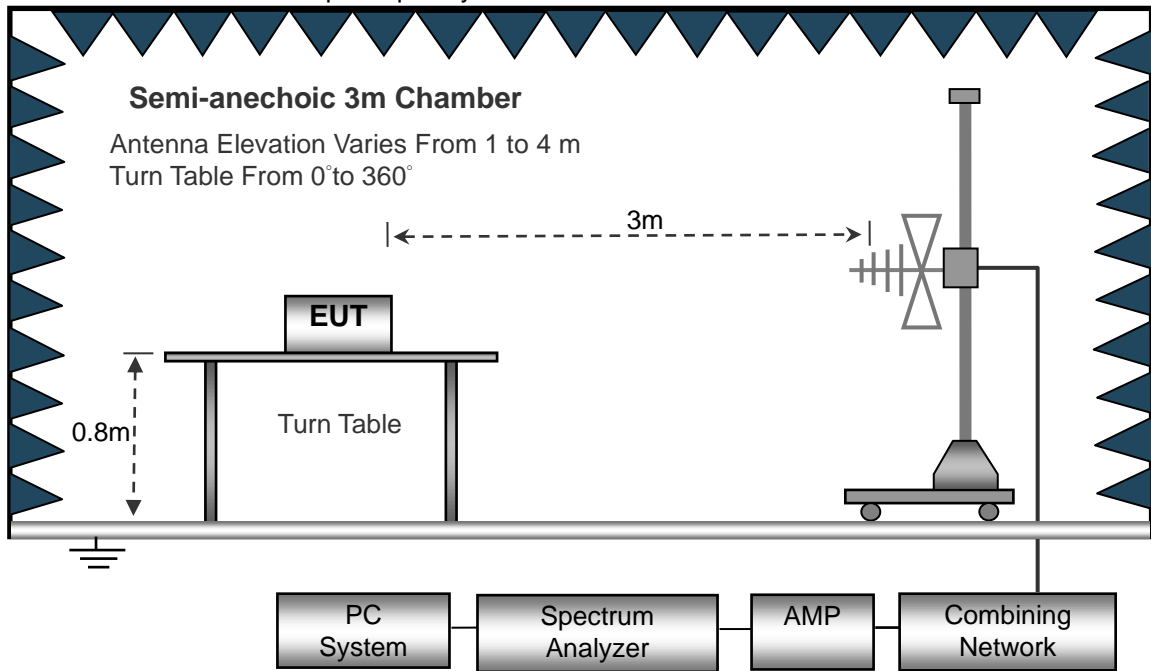 Semi-anechoic 3m Chamber
Antenna Elevation Varies From 1 to 4 m
Turn Table From 0°to 360°
3m
EUT
0.8m
Turn Table
PC
System
Spectrum
Analyzer
AMP
Combining
Network